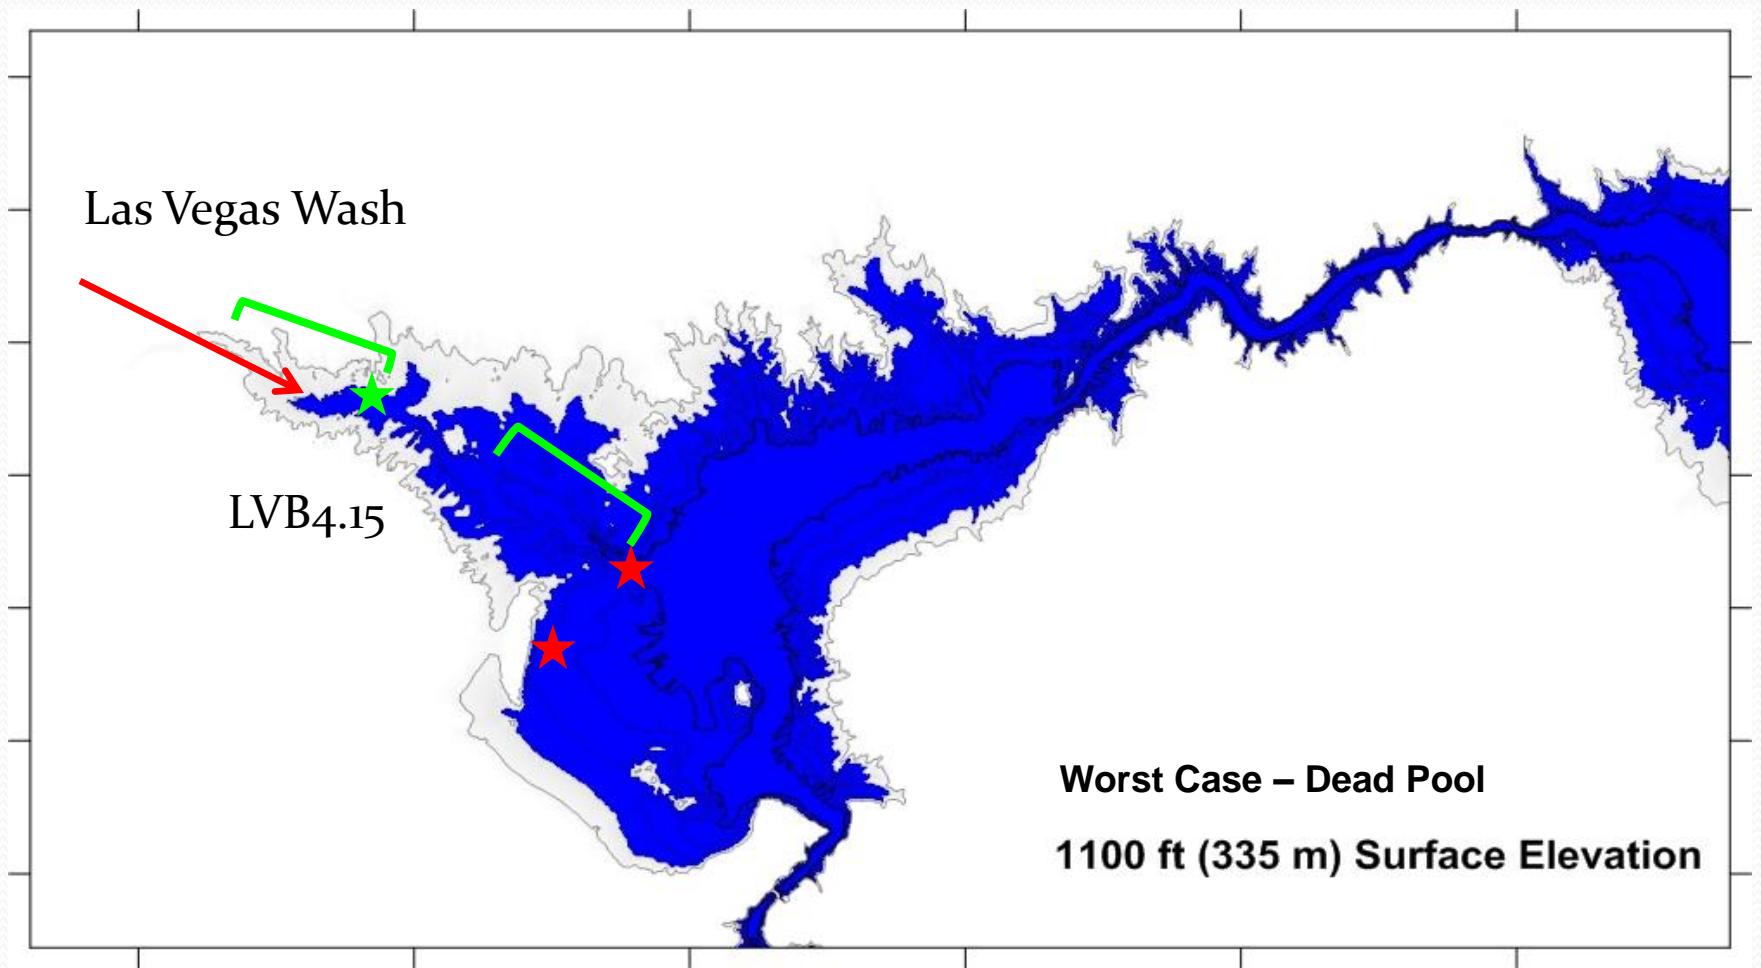 Las Vegas Wash
LVB4.15
Worst Case – Dead Pool
1100 ft (335 m) Surface Elevation